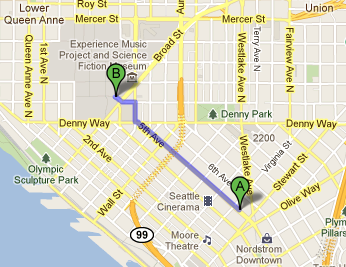 Lower
Queen Anne
Roy St
Mercer St
Mercer St
Union
Experience Music
Project and Science
Fiction Museum
Broad St
1st Ave N
Queen Anne Ave N
Westlake Ave N
Terry Ave N
Fairview Ave N
B
Denny Park
Denny Way
Denny Way
5th Ave
2nd Ave
2200
Virginia St
Westlake Ave
6th Ave
Stewart St
Olympic
Sculpture Park
Wall St
A
Olive Way
Seattle
Cinerama
99
Moore
Theatre
Nordstrom
Downtown
Plym
Pillars